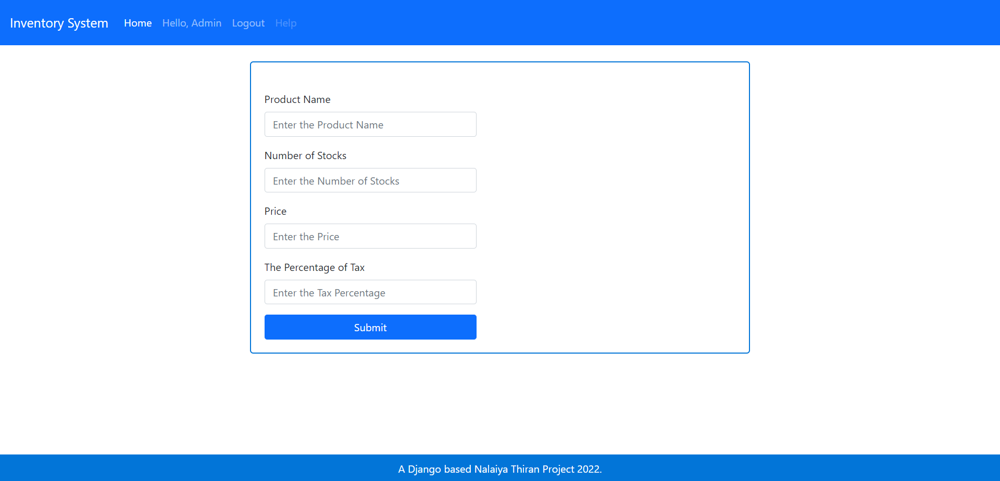 Inventory System Home Hello, Admin Logout Help
Product Name
Enter the Product Name
Number of Stocks
Enter the Number of Stocks
Price
Enter the Price
The Percentage of Tax
Enter the Tax Percentage
Submit
A Django based Nalaiya Thiran Project 2022.